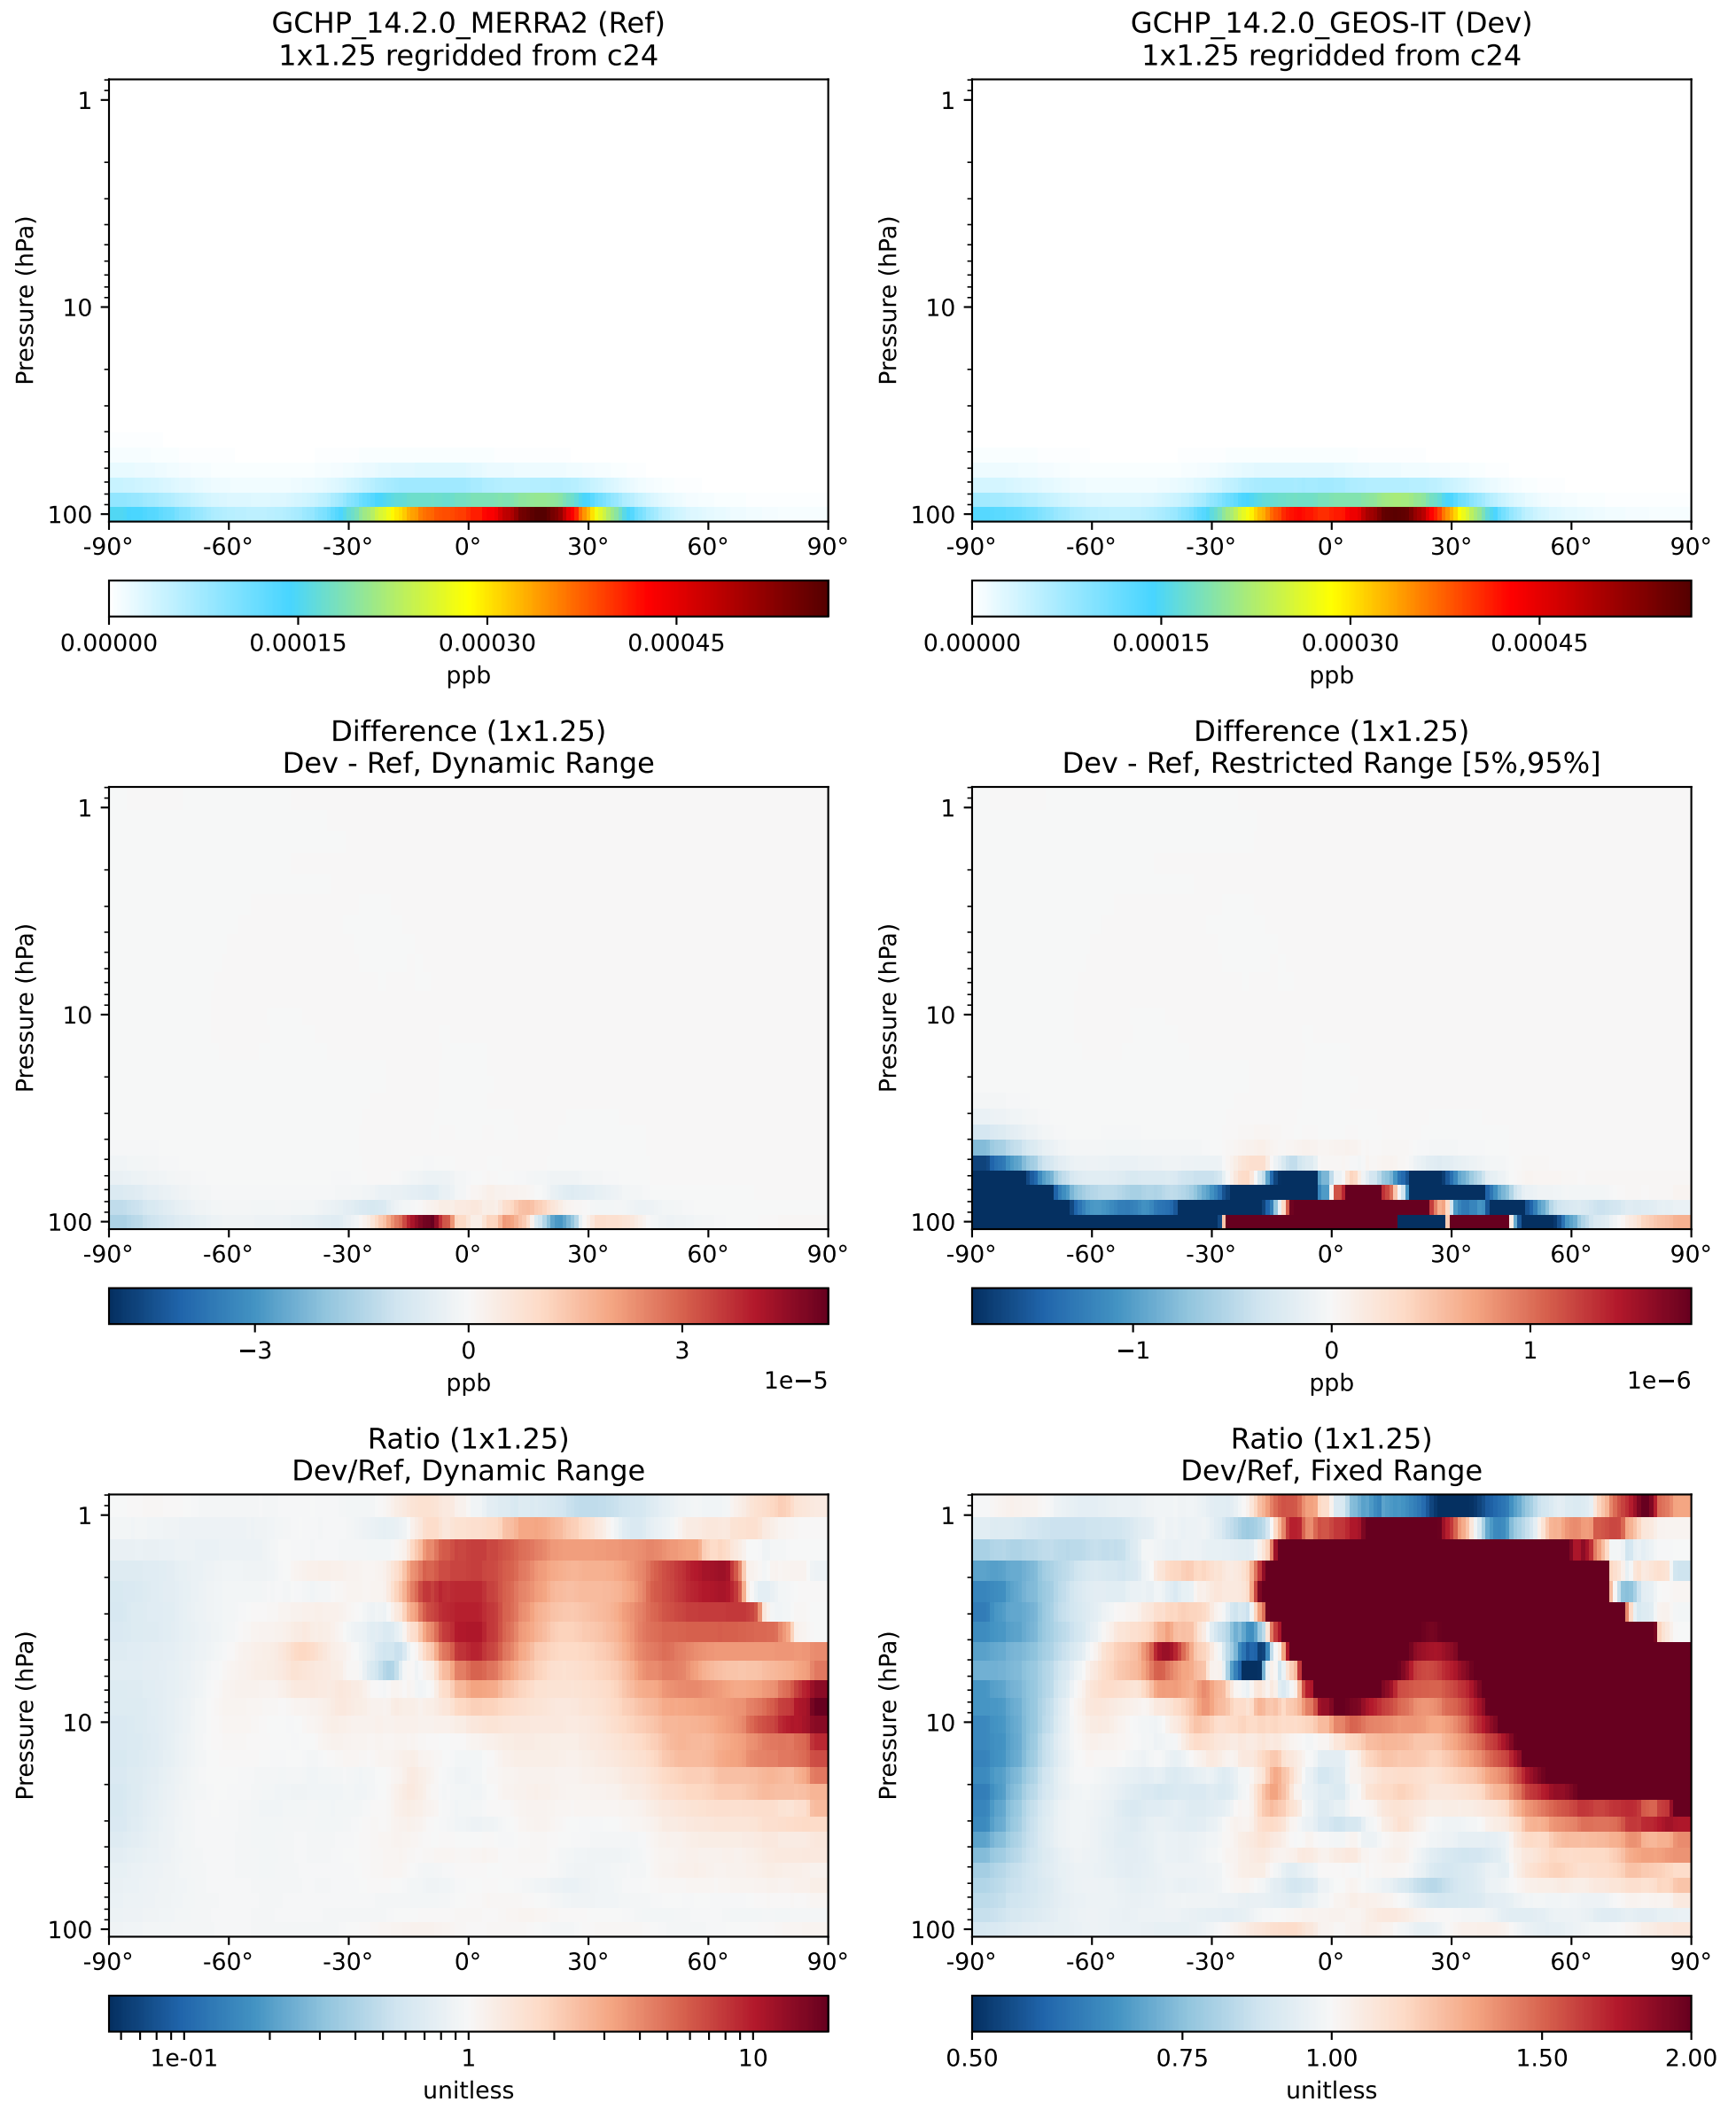 GCHP_14.2.0_MERRA2 (Ref)
1x1.25 regridded from c24
GCHP_14.2.0_GEOS-IT (Dev)
1x1.25 regridded from c24
Pressure (hPa)
1
10
100
-90° -60° -30° 0° 30° 60° 90°
0.00000 0.00015 0.00030 0.00045
ppb
Pressure (hPa)
1
10
100
-90° -60° -30° 0° 30° 60° 90°
0.00000 0.00015 0.00030 0.00045
ppb
Difference (1x1.25)
Dev - Ref, Dynamic Range
Difference (1x1.25)
Dev - Ref, Restricted Range [5%,95%]
Pressure (hPa)
1
10
100
-90° -60° -30° 0° 30° 60° 90°
−3 0 3
ppb
1e−5
Pressure (hPa)
1
10
100
-90° -60° -30° 0° 30° 60° 90°
−1 0 1
ppb
1e−6
Ratio (1x1.25)
Dev/Ref, Dynamic Range
Ratio (1x1.25)
Dev/Ref, Fixed Range
Pressure (hPa)
1
10
100
-90° -60° -30° 0° 30° 60° 90°
1e-01 1 10
unitless
Pressure (hPa)
1
10
100
-90° -60° -30° 0° 30° 60° 90°
0.50 0.75 1.00 1.50 2.00
unitless